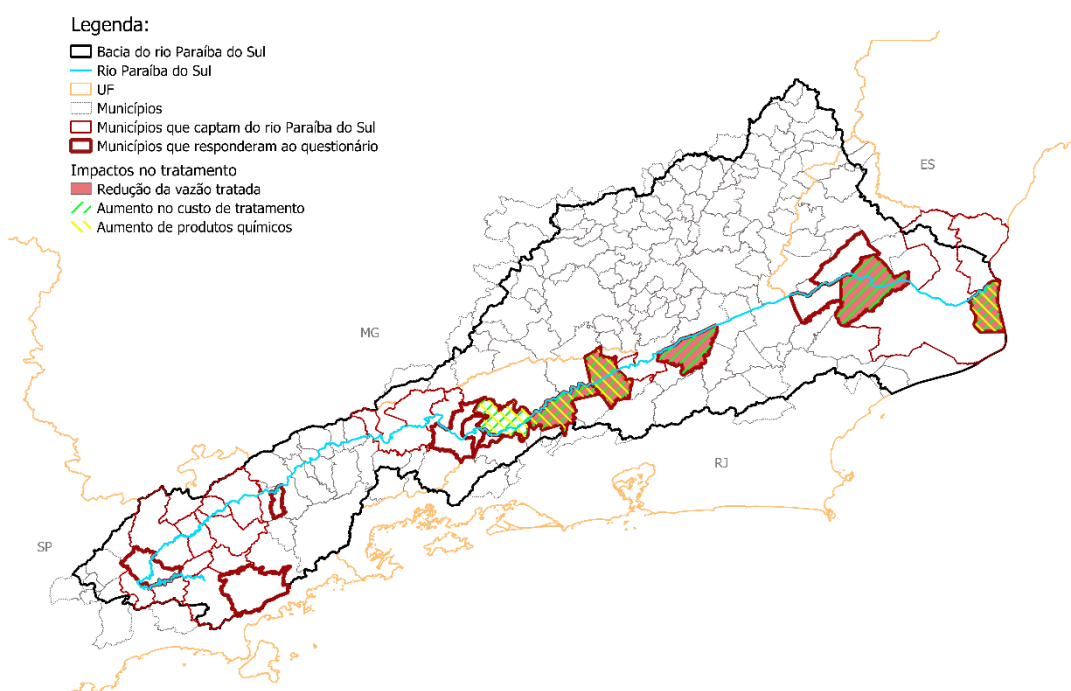 Legenda:
Bacia do rio Paraíba do Sul
Rio Paraíba do Sul
UF
Municípios
Municípios que captam do rio Paraíba do Sul
Municípios que responderam ao questionário
Impactos no tratamento
Redução da vazão tratada
Aumento no custo de tratamento
Aumento de produtos químicos
ES
MG
RJ
SP